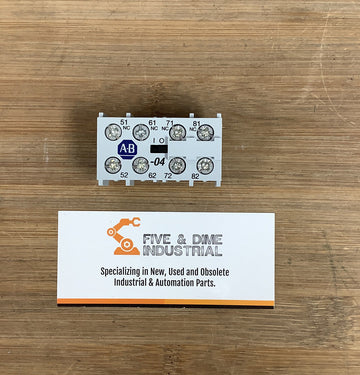 51 61 71 81
NC NC NC NC
I O
A-B
-04
52 62 72 82
FIVE & DIME
INDUSTRIAL
Specializing in New, Used and Obsolete
Industrial & Automation Parts.